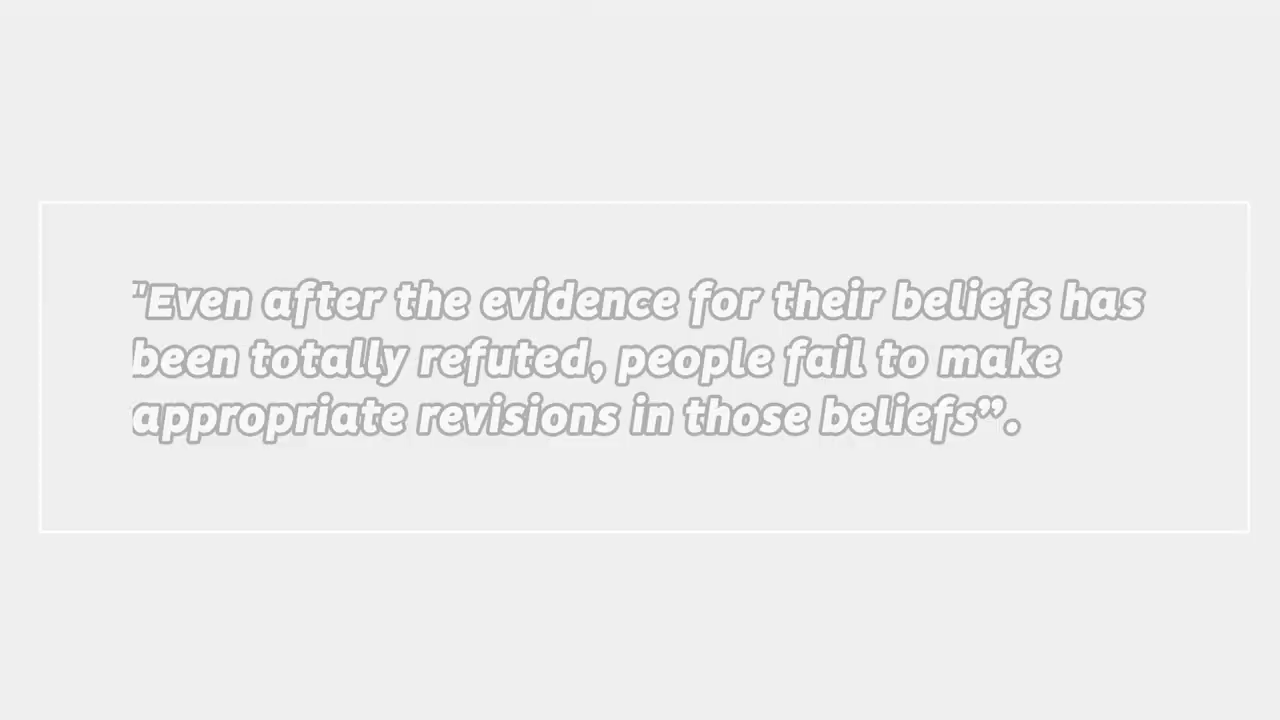 "Even after the evidence for their beliefs has
been totally refuted, people fail to make
appropriate revisions in those beliefs”.